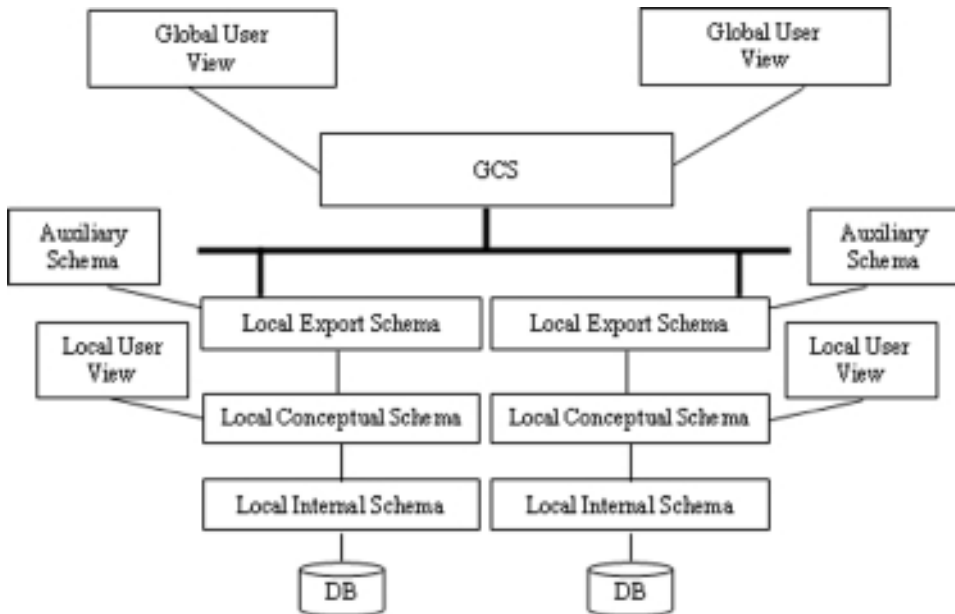 Global User
View
Global User
View
GCS
Auxiliary
Schema
Auxiliary
Schema
Local Export Schema
Local Export Schema
Local User
View
Local User
View
Local Conceptual Schema
Local Conceptual Schema
Local Internal Schema
Local Internal Schema
DB
DB